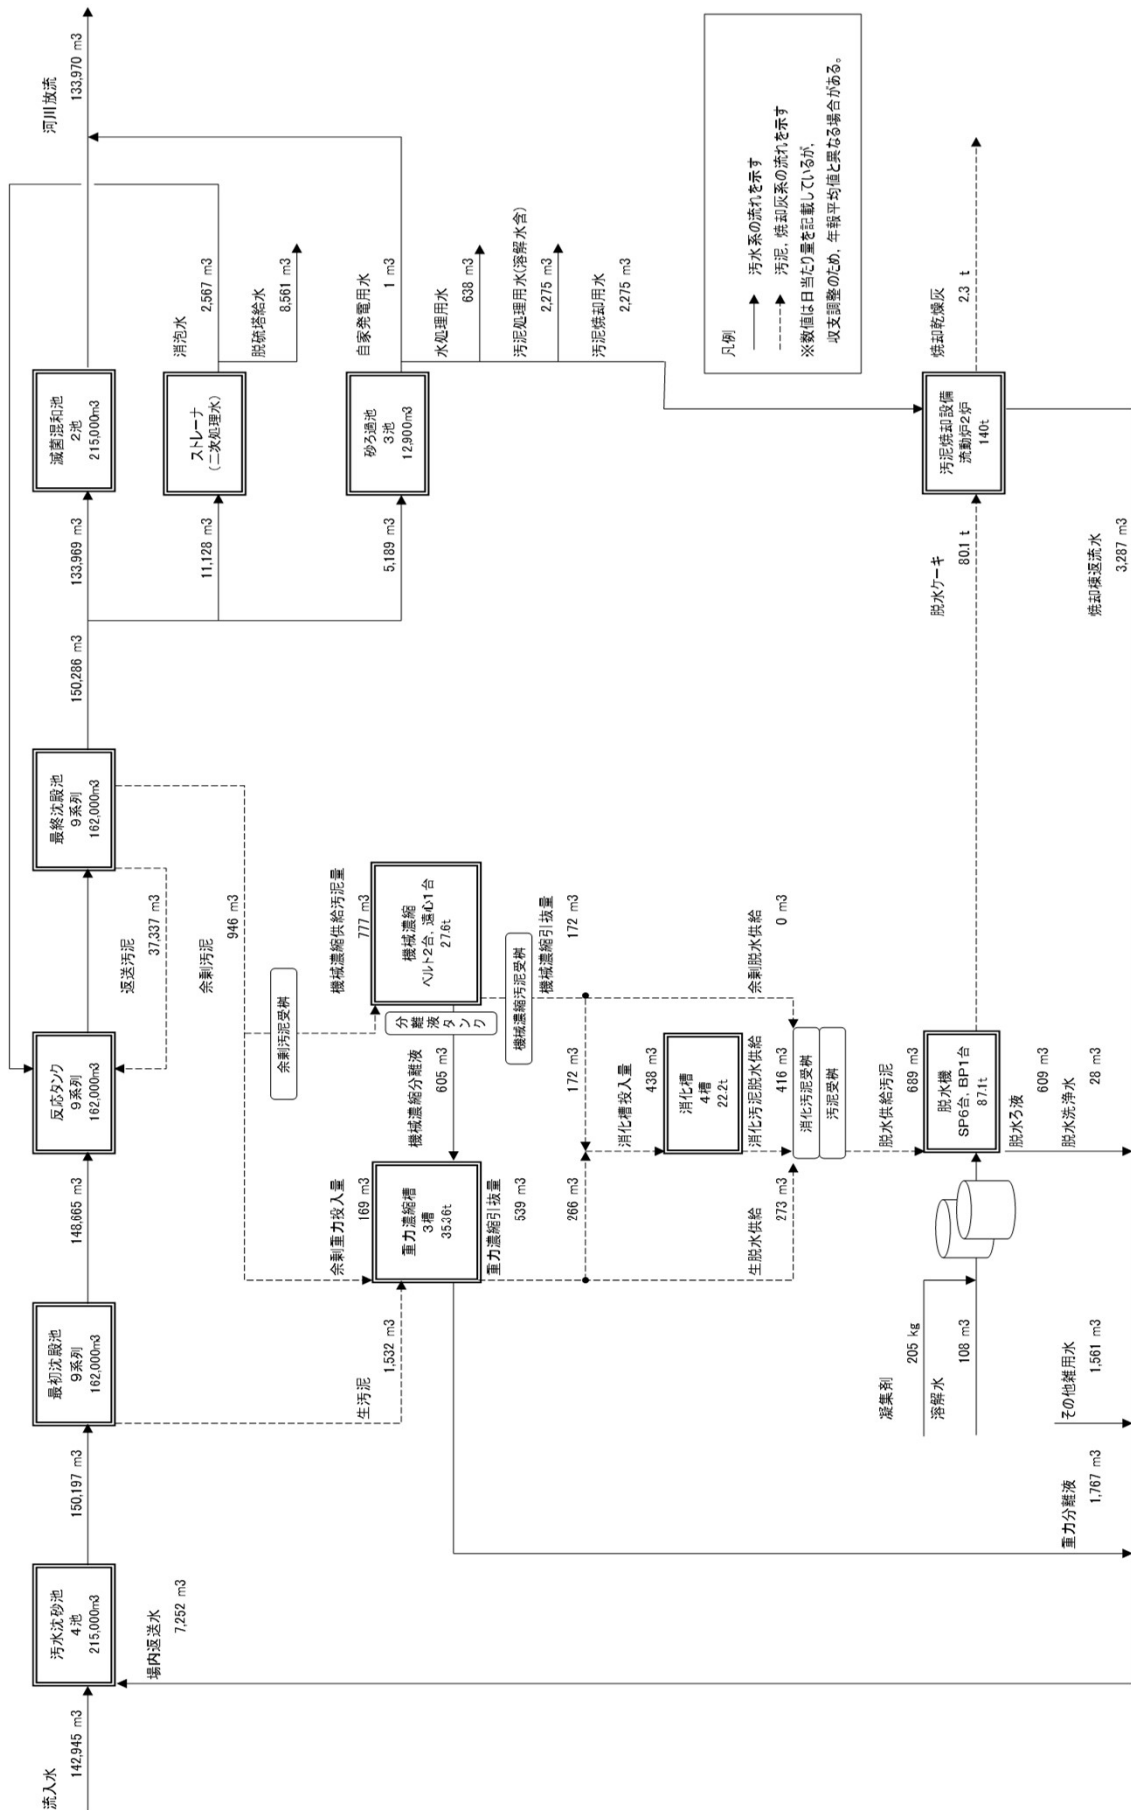 流入水
142,945 m3
汚水沈砂池
4池
215,000m3
場内返送水
7,252 m3
150,197 m3
最初沈殿池
9系列
162,000m3
148,665 m3
反応タンク
9系列
162,000m3
返送汚泥
37,337 m3
最終沈殿池
9系列
162,000m3
150,286 m3
133,969 m3
滅菌混和池
2池
215,000m3
河川放流
133,970 m3
11,128 m3
ストレーナ
(二次処理水)
消泡水
2,567 m3
脱硫塔給水
8,561 m3
5,189 m3
砂ろ過池
3池
12,900m3
自家発電用水
1 m3
水処理用水
638 m3
汚泥処理用水(溶解水含)
2,275 m3
汚泥焼却用水
2,275 m3
余剰汚泥
946 m3
余剰汚泥受桝
生汚泥
1,532 m3
余剰重力投入量
169 m3
重力濃縮槽
3槽
35.36t
重力濃縮引抜量
539 m3
機械濃縮分離液
605 m3
機械濃縮供給汚泥量
777 m3
機械濃縮
ベルト2台, 遠心1台
27.6t
分離液タンク
機械濃縮汚泥受桝
機械濃縮引抜量
172 m3
266 m3
172 m3
消化槽投入量
438 m3
消化槽
4槽
22.2t
生脱水供給
273 m3
消化汚泥脱水供給
416 m3
余剰脱水供給
0 m3
消化汚泥受桝
汚泥受桝
脱水供給汚泥
689 m3
凝集剤
205 kg
溶解水
108 m3
脱水機
SP6台, BP1台
87.1t
脱水ろ液
609 m3
脱水洗浄水
28 m3
脱水ケーキ
80.1 t
汚泥焼却設備
流動炉2炉
140t
焼却乾燥灰
2.3 t
重力分離液
1,767 m3
その他雑用水
1,561 m3
焼却棟返流水
3,287 m3
凡例
汚水系の流れを示す
汚泥, 焼却灰系の流れを示す
※数値は日当たり量を記載しているが,
収支調整のため, 年報平均値と異なる場合がある。